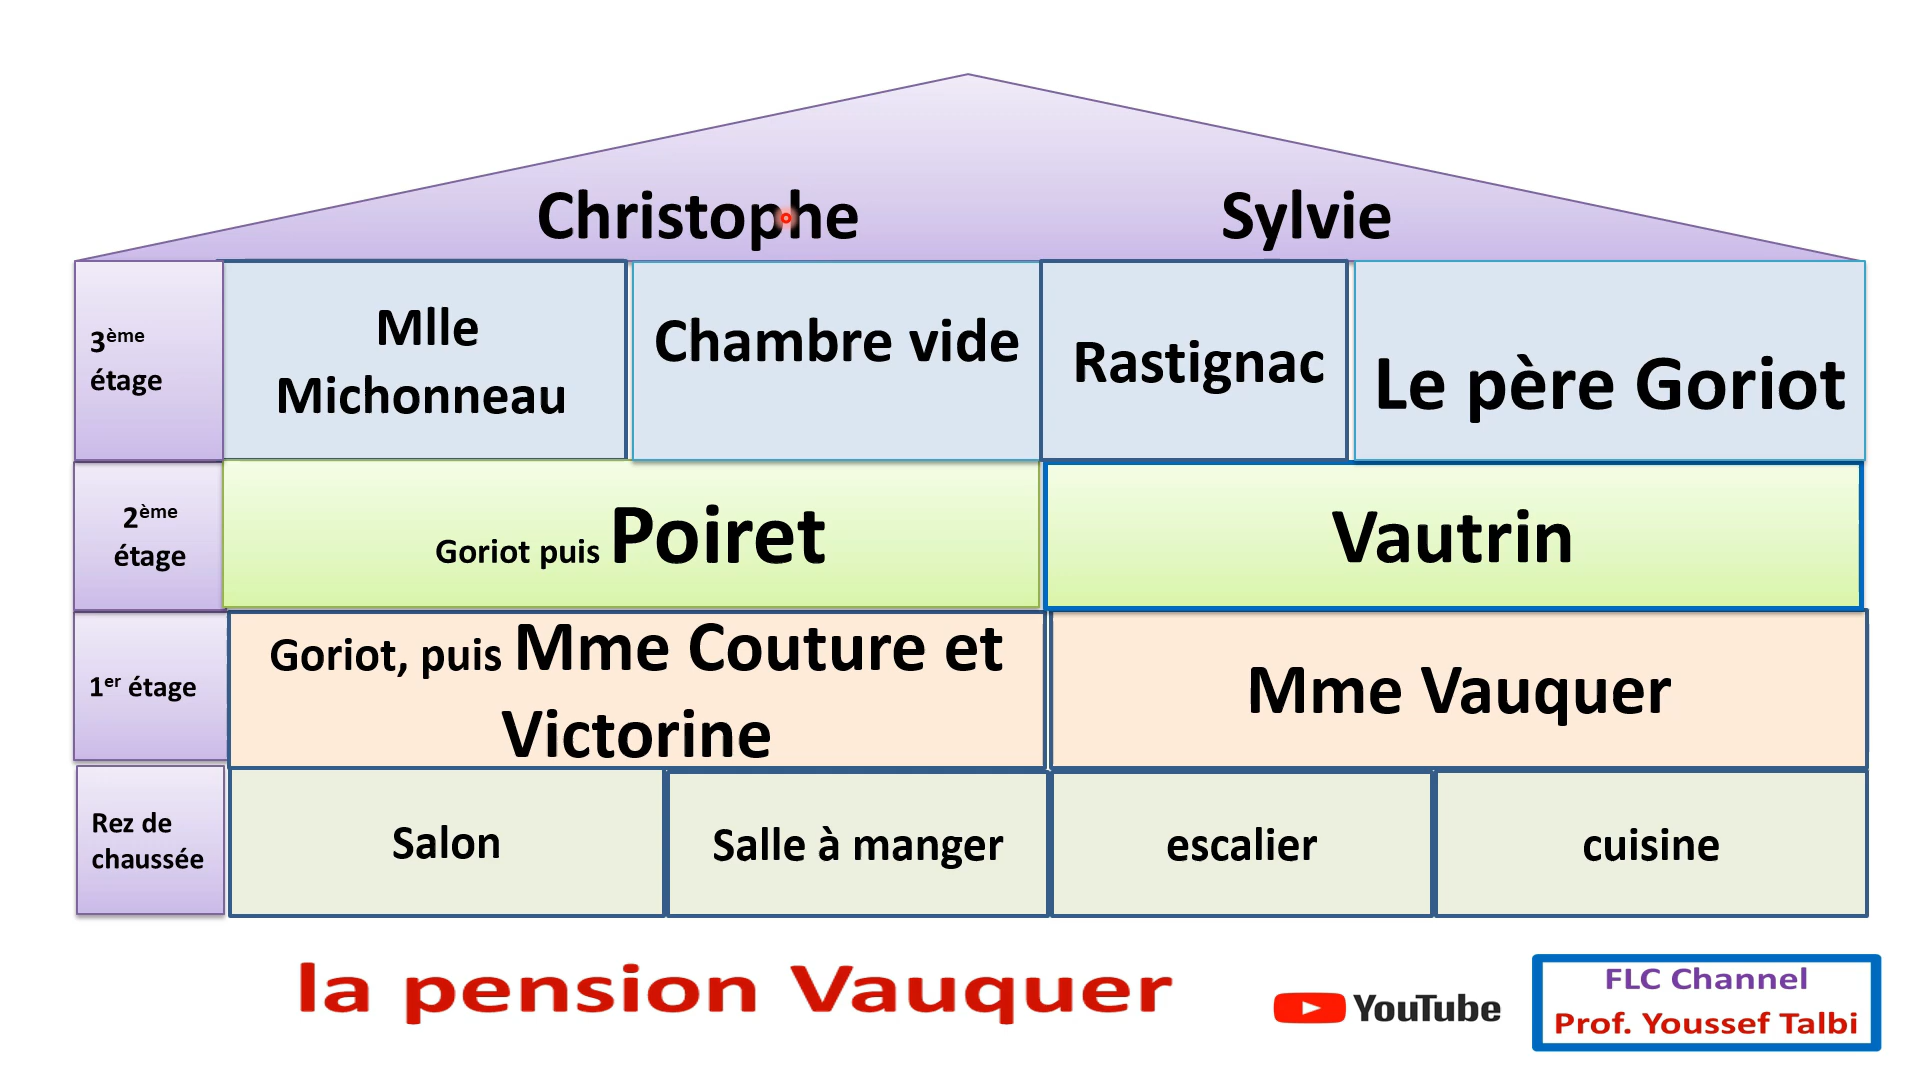 Christophe
Sylvie
3ème
étage
Mlle
Michonneau
Chambre vide
Rastignac
Le père Goriot
2ème
étage
Goriot puis Poiret
Vautrin
1er étage
Goriot, puis Mme Couture et
Victorine
Mme Vauquer
Rez de
chaussée
Salon
Salle à manger
escalier
cuisine
la pension Vauquer
YouTube
FLC Channel
Prof. Youssef Talbi